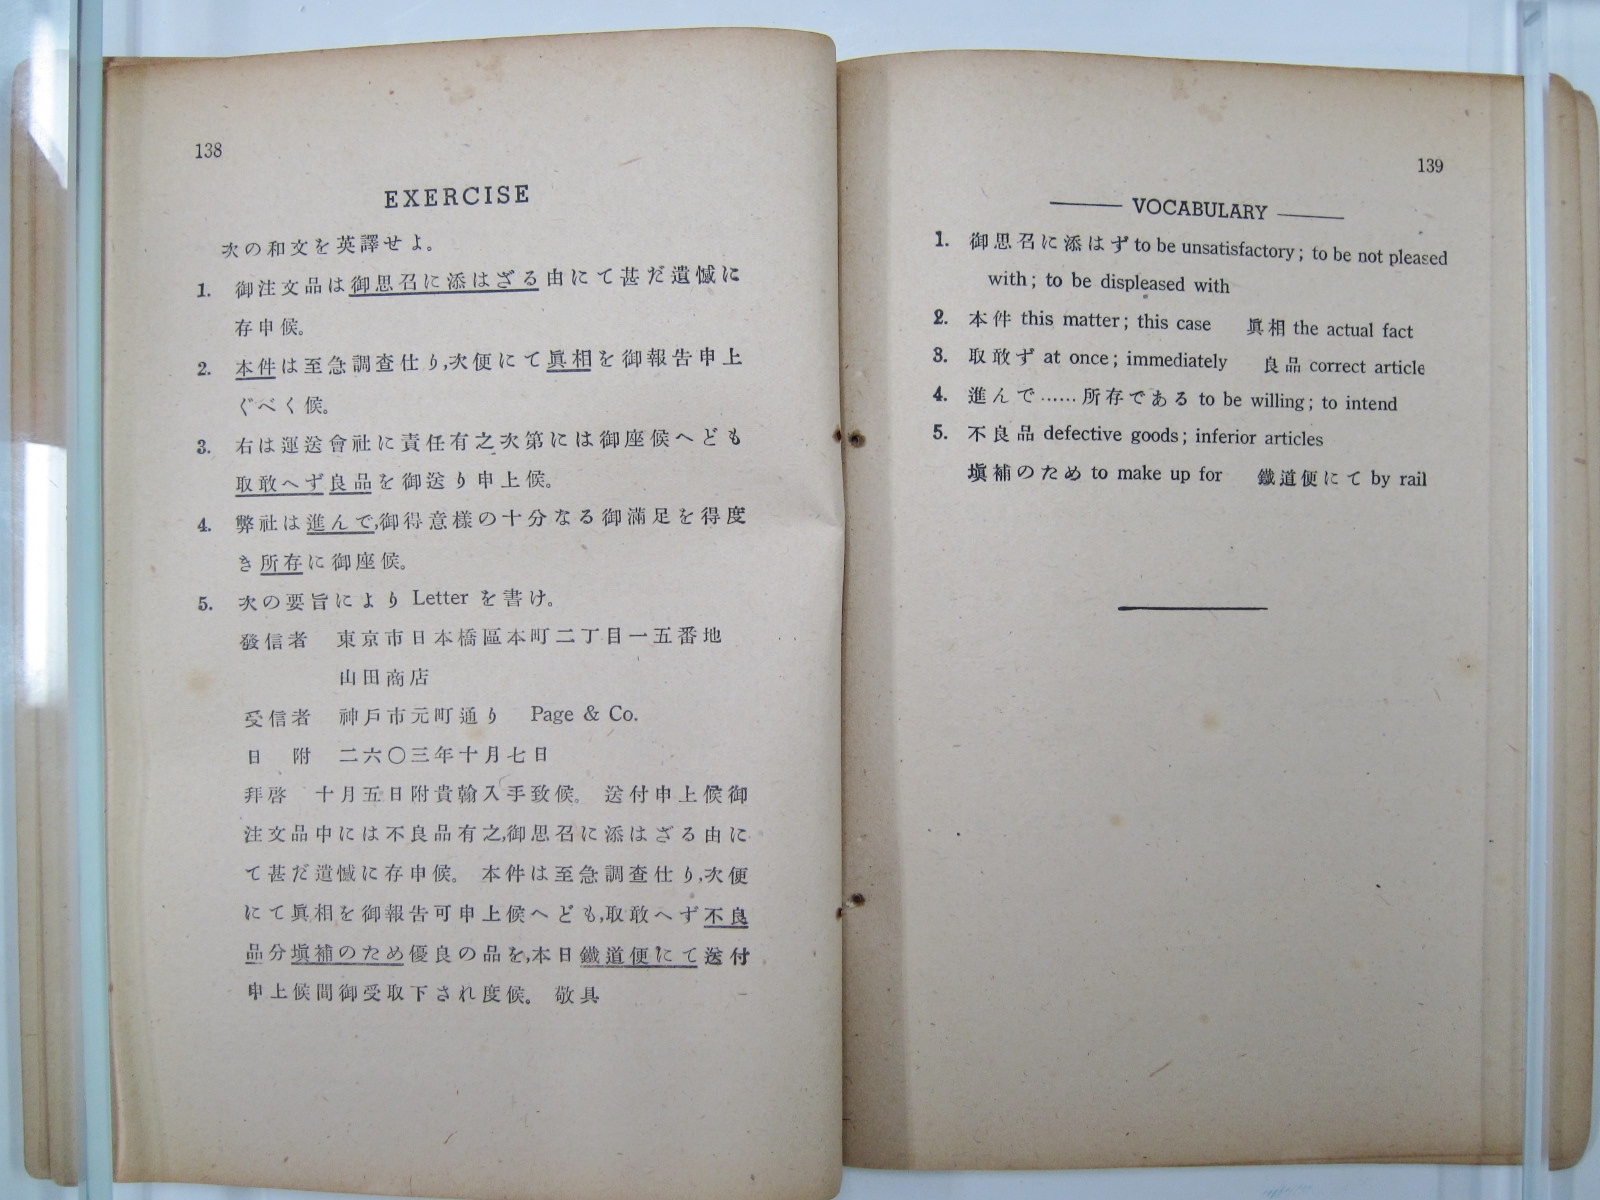 138
EXERCISE
次の和文を英譯せよ。
1. 御注文品は御思召に添はざる由にて甚だ遺憾に
存申候。
2. 本件は至急調査仕り,次便にて眞相を御報告申上
ぐべく候。
3. 右は運送會社に責任有之次第には御座候へども
取敢へず良品を御送り申上候。
4. 弊社は進んで,御得意樣の十分なる御滿足を得度
き所存に御座候。
5. 次の要旨により Letter を書け。
發信者 東京市日本橋區本町二丁目一五番地
山田商店
受信者 神戶市元町通り Page & Co.
日附 二六〇三年十月七日
拜啓 十月五日附貴翰入手致候。 送付申上候御
注文品中には不良品有之,御思召に添はざる由に
て甚だ遺憾に存申候。 本件は至急調査仕り,次便
にて眞相を御報告可申上候へども,取敢へず不良
品分塡補のため優良の品を,本日鐵道便にて送付
申上候間御受取下され度候。 敬具
139
VOCABULARY
1. 御思召に添はず to be unsatisfactory; to be not pleased
with; to be displeased with
2. 本件 this matter; this case 眞相 the actual fact
3. 取敢ず at once; immediately 良品 correct article
4. 進んで……所存である to be willing; to intend
5. 不良品 defective goods; inferior articles
塡補のため to make up for 鐵道便にて by rail